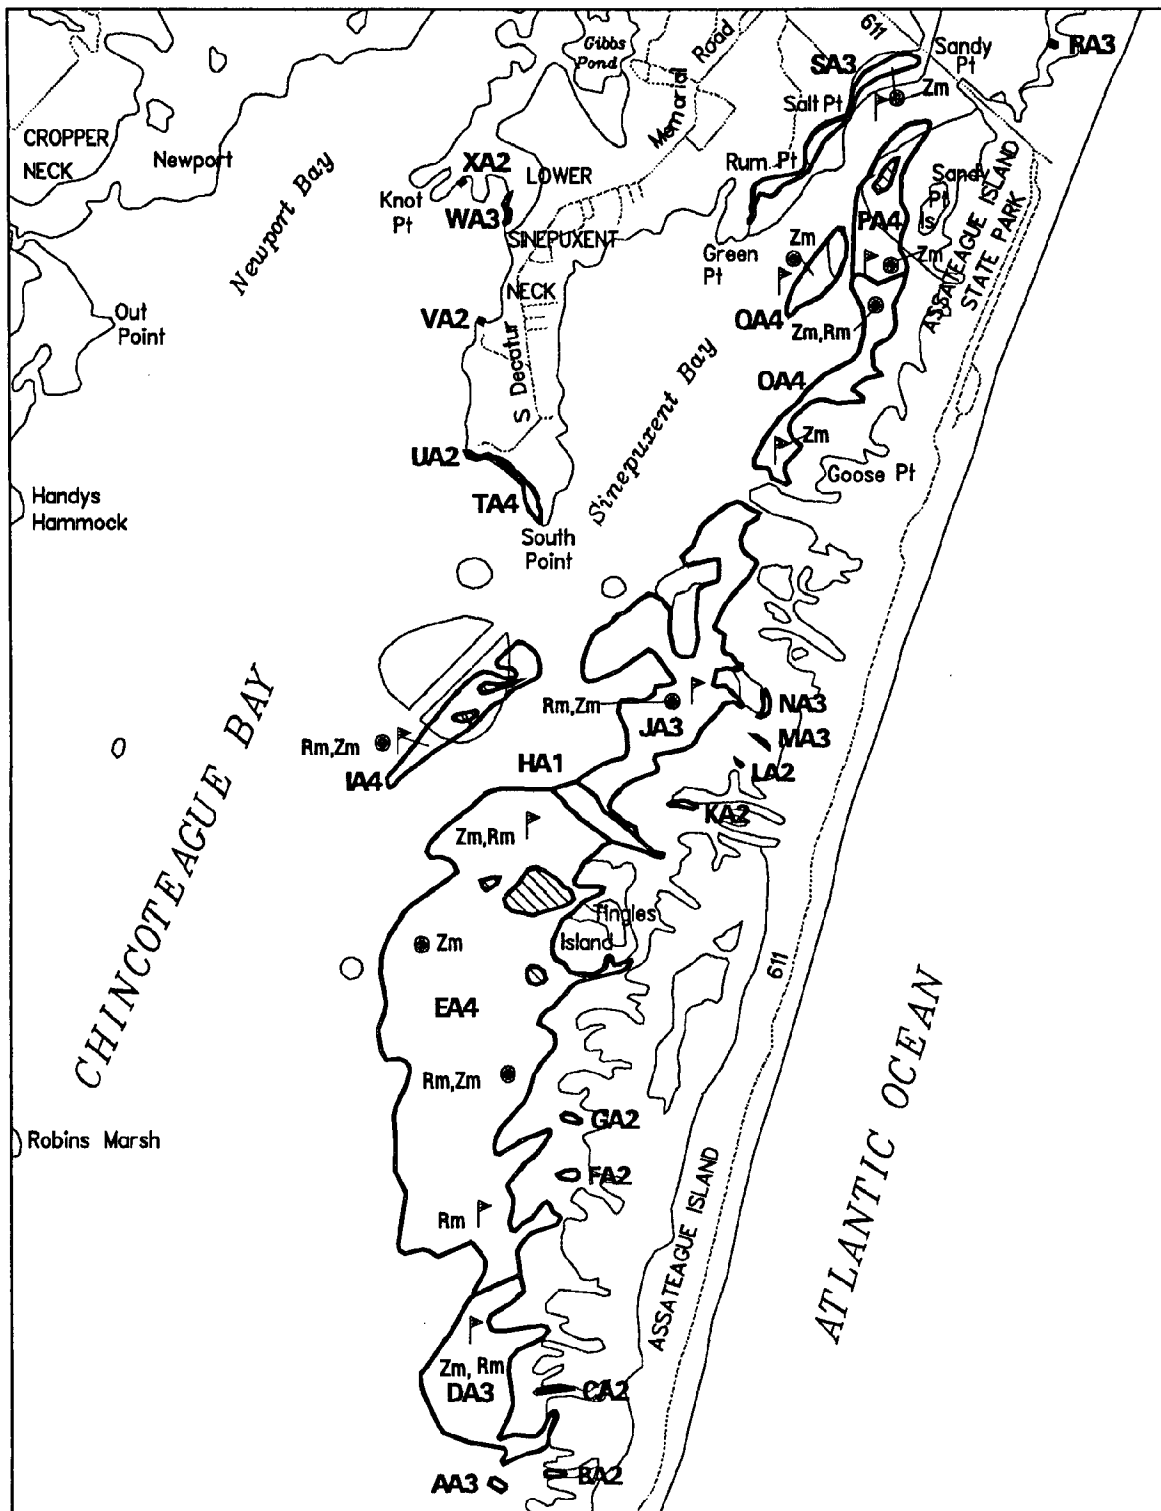 611
Sandy
Pt
RA3
Gibbs
Pond
Memorial
Road
SA3
Zm
Salt Pt
CROPPER
NECK
Newport
Newport Bay
XA2
LOWER
Knot
Pt
WA3
SINEPUXENT
NECK
Rum Pt
Sandy
Pt
Is
ASSATEAGUE ISLAND
STATE PARK
PA4
Zm
Green
Pt
Zm
QA4
Zm,Rm
Out
Point
VA2
S Decatur
Sinepuxent Bay
OA4
Zm
Goose Pt
UA2
TA4
South
Point
Handys
Hammock
CHINCOTEAGUE BAY
Rm,Zm
JA3
NA3
MA3
Rm,Zm
IA4
HA1
LA2
KA2
Zm,Rm
Tingles
Island
Zm
611
EA4
ATLANTIC OCEAN
Rm,Zm
GA2
Robins Marsh
FA2
ASSATEAGUE ISLAND
Rm
Zm, Rm
DA3
CA2
AA3
BA2